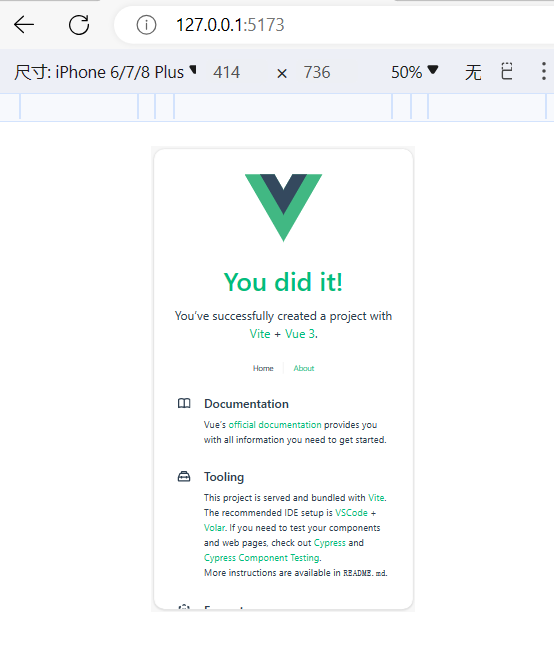 127.0.0.1:5173
尺寸: iPhone 6/7/8 Plus 414 × 736 50% 无
You did it!
You've successfully created a project with
Vite + Vue 3.
Home About
Documentation
Vue's official documentation provides you
with all information you need to get started.
Tooling
This project is served and bundled with Vite.
The recommended IDE setup is VSCode +
Volar. If you need to test your components
and web pages, check out Cypress and
Cypress Component Testing.
More instructions are available in README.md.